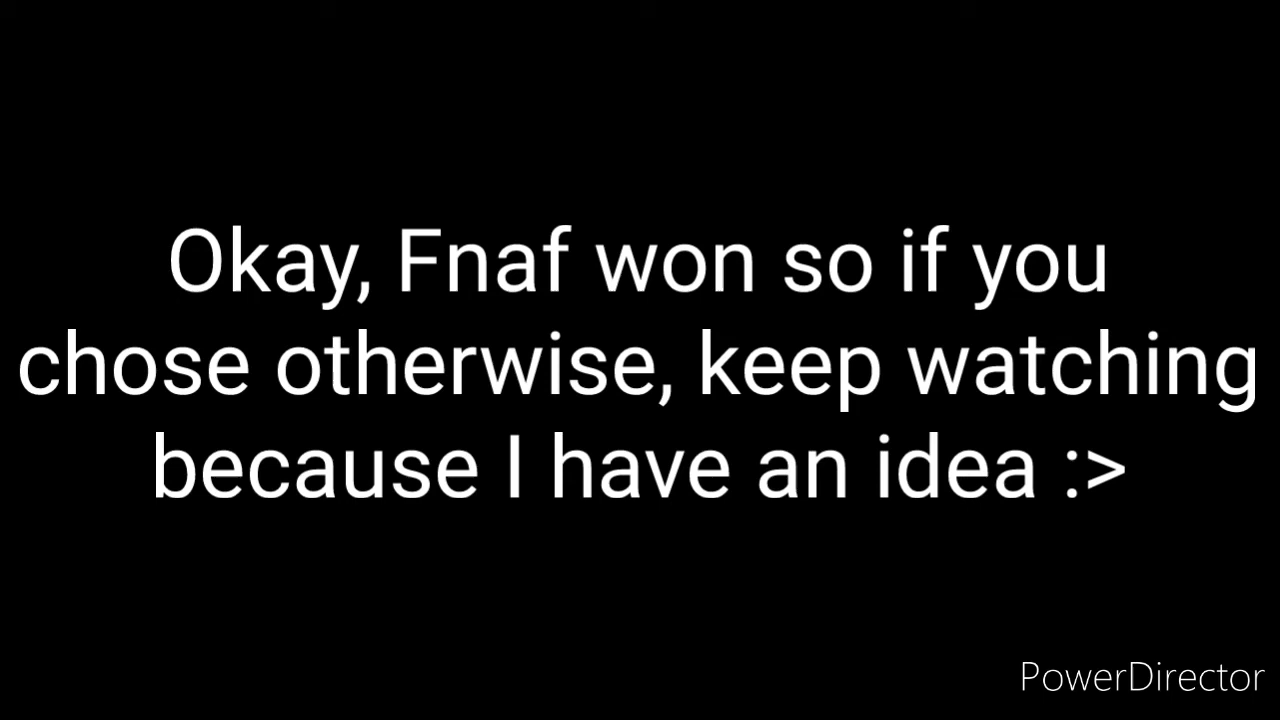 Okay, Fnaf won so if you
chose otherwise, keep watching
because I have an idea :>
PowerDirector